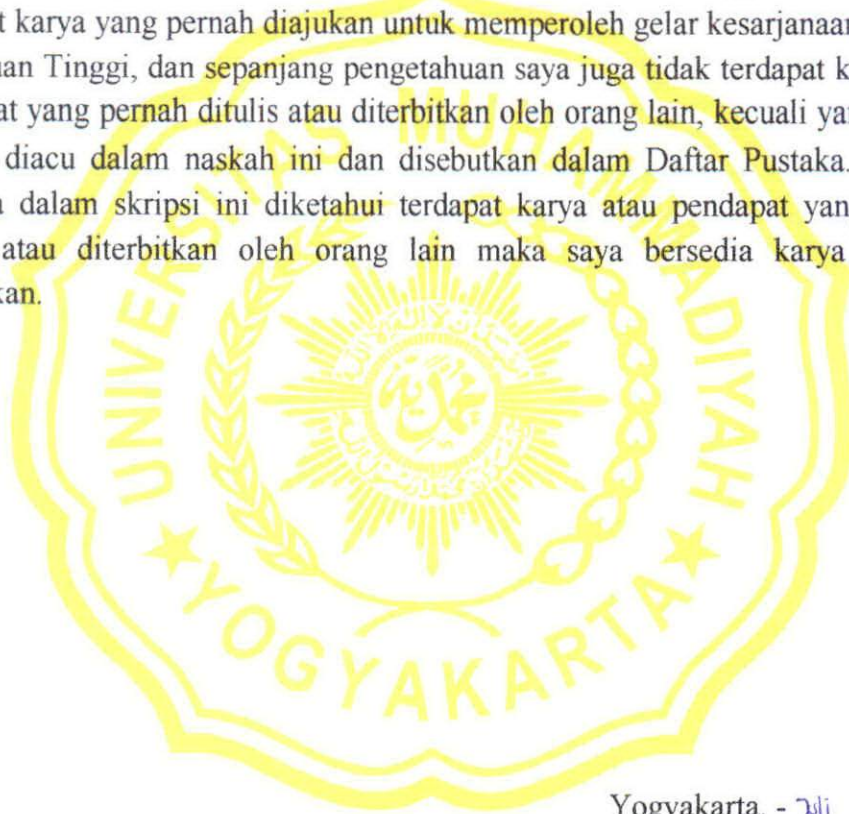 t karya yang pernah diajukan untuk memperoleh gelar kesarjanaan
uan Tinggi, dan sepanjang pengetahuan saya juga tidak terdapat k
at yang pernah ditulis atau diterbitkan oleh orang lain, kecuali yan
diacu dalam naskah ini dan disebutkan dalam Daftar Pustaka.
dalam skripsi ini diketahui terdapat karya atau pendapat yan
atau diterbitkan oleh orang lain maka saya bersedia karya
kan.
UNIVERSITAS MUHAMMADIYAH
YOGYAKARTA
Yogyakarta, - Juli